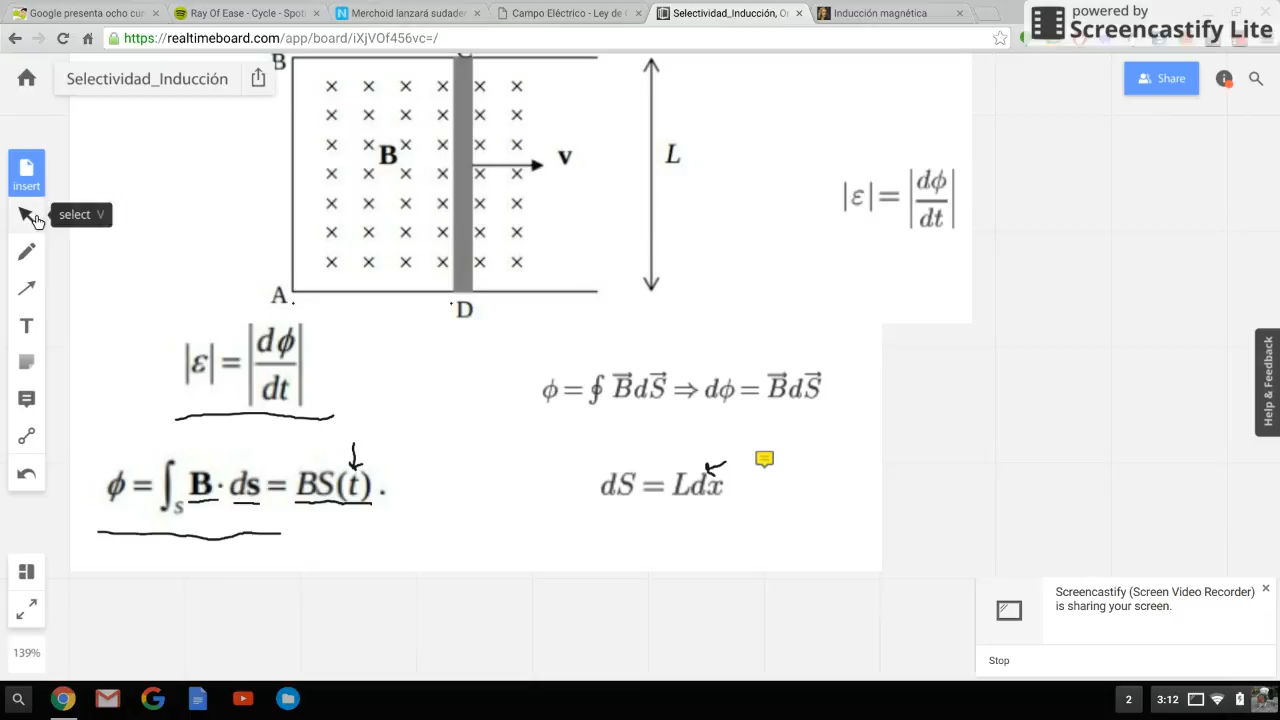 Google presenta ocho cur
Ray Of Ease - Cycle - Spoti
Merchoid lanzará sudader
Campo Eléctrico - Ley de
Selectividad_Inducción, On
Inducción magnética
powered by
Screencastify Lite
https://realtimeboard.com/app/board/
Selectividad_Inducción
Share
insert
select V
B
C
B
v
L
A
D
|ε| = |dϕ/dt|
|ε| = |dϕ/dt|
ϕ = ∮ B⃗dS⃗ ⇒ dϕ = B⃗dS⃗
ϕ = ∫s B · ds = BS(t) .
dS = Ldx
Help & Feedback
T
139%
Screencastify (Screen Video Recorder)
is sharing your screen.
Stop
2
3:12